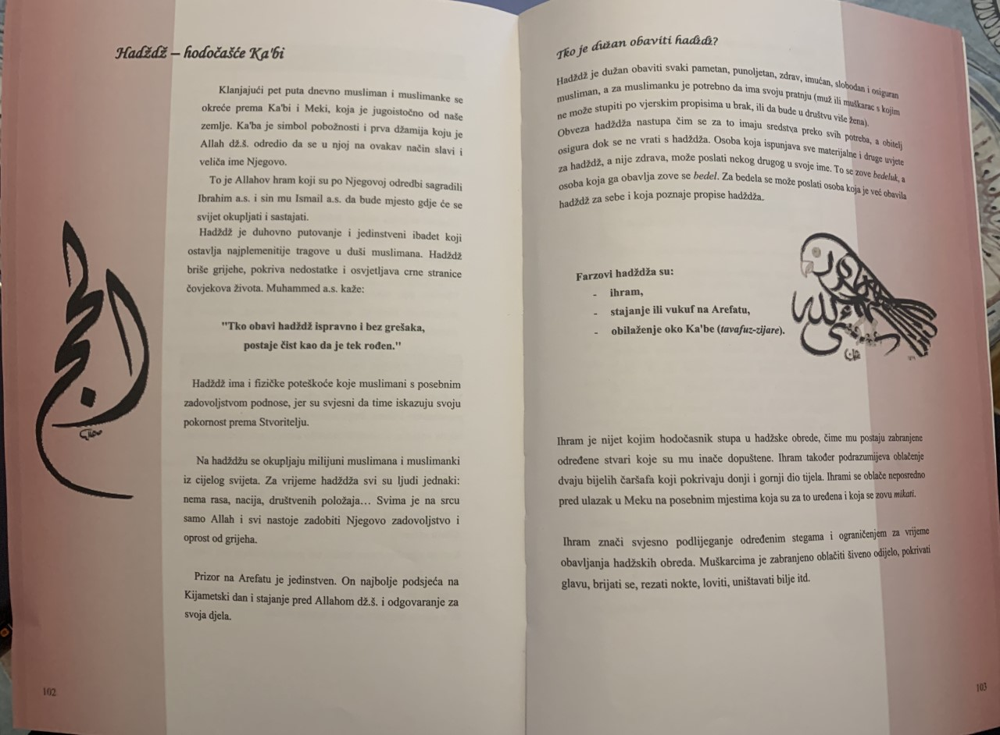 Hadždž – hodočašće Ka'bi
Klanjajući pet puta dnevno musliman i muslimanke se
okreće prema Ka'bi i Meki, koja je jugoistočno od naše
zemlje. Ka'ba je simbol pobožnosti i prva džamija koju je
Allah dž.š. odredio da se u njoj na ovakav način slavi i
veliča ime Njegovo.
To je Allahov hram koji su po Njegovoj odredbi sagradili
Ibrahim a.s. i sin mu Ismail a.s. da bude mjesto gdje će se
svijet okupljati i sastajati.
Hadždž je duhovno putovanje i jedinstveni ibadet koji
ostavlja najplemenitije tragove u duši muslimana. Hadždž
briše grijehe, pokriva nedostatke i osvjetljava crne stranice
čovjekova života. Muhammed a.s. kaže:
"Tko obavi hadždž ispravno i bez grešaka,
postaje čist kao da je tek rođen."
Hadždž ima i fizičke poteškoće koje muslimani s posebnim
zadovoljstvom podnose, jer su svjesni da time iskazuju svoju
pokornost prema Stvoritelju.
Na hadždžu se okupljaju milijuni muslimana i muslimanki
iz cijelog svijeta. Za vrijeme hadždža svi su ljudi jednaki:
nema rasa, nacija, društvenih položaja… Svima je na srcu
samo Allah i svi nastoje zadobiti Njegovo zadovoljstvo i
oprost od grijeha.
Prizor na Arefatu je jedinstven. On najbolje podsjeća na
Kijametski dan i stajanje pred Allahom dž.š. i odgovaranje za
svoja djela.
102
Tko je dužan obaviti hadždž?
Hadždž je dužan obaviti svaki pametan, punoljetan, zdrav, imućan, slobodan i osiguran
musliman, a za muslimanku je potrebno da ima svoju pratnju (muž ili muškarac s kojim
ne može stupiti po vjerskim propisima u brak, ili da bude u društvu više žena).
Obveza hadždža nastupa čim se za to imaju sredstva preko svih potreba, a obitelj
osigura dok se ne vrati s hadždža. Osoba koja ispunjava sve materijalne i druge uvjete
za hadždž, a nije zdrava, može poslati nekog drugog u svoje ime. To se zove bedeluk, a
osoba koja ga obavlja zove se bedel. Za bedela se može poslati osoba koja je već obavila
hadždž za sebe i koja poznaje propise hadždža.
Farzovi hadždža su:
- ihram,
- stajanje ili vukuf na Arefatu,
- obilaženje oko Ka'be (tavafuz-zijare).
Ihram je nijet kojim hodočasnik stupa u hadžske obrede, čime mu postaju zabranjene
određene stvari koje su mu inače dopuštene. Ihram također podrazumijeva oblačenje
dvaju bijelih čaršafa koji pokrivaju donji i gornji dio tijela. Ihrami se oblače neposredno
pred ulazak u Meku na posebnim mjestima koja su za to uređena i koja se zovu mikati.
Ihram znači svjesno podlijeganje određenim stegama i ograničenjem za vrijeme
obavljanja hadžskih obreda. Muškarcima je zabranjeno oblačiti šiveno odijelo, pokrivati
glavu, brijati se, rezati nokte, loviti, uništavati bilje itd.
103